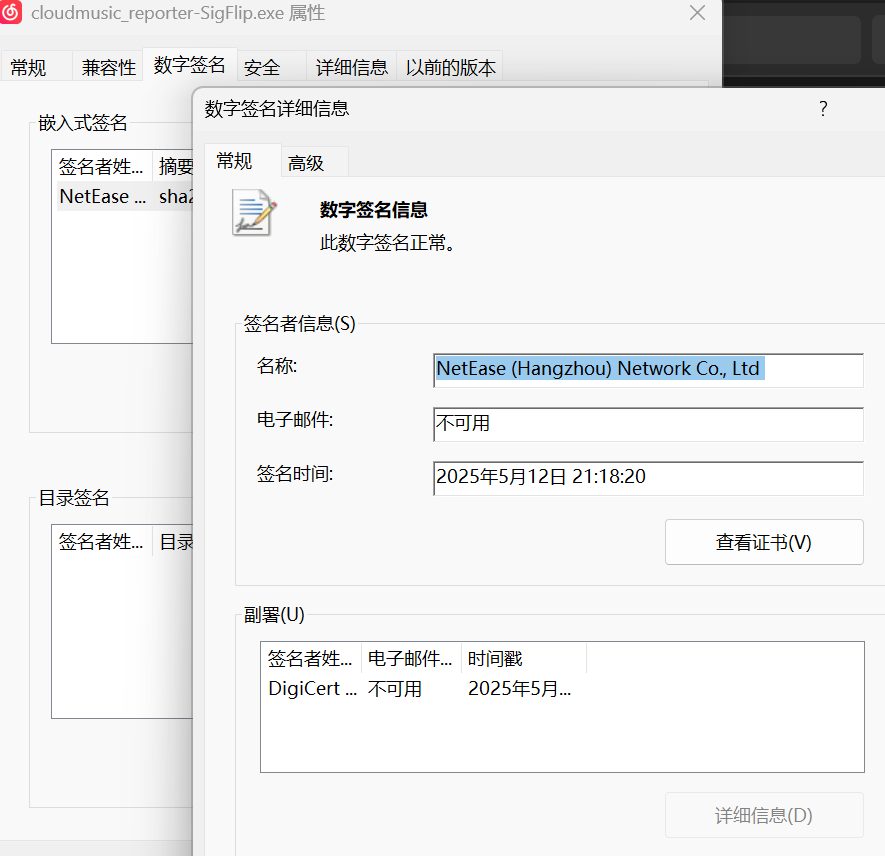 cloudmusic_reporter-SigFlip.exe 属性
常规 兼容性 数字签名 安全 详细信息 以前的版本
嵌入式签名
签名者姓... 摘要
NetEase ... sha2
目录签名
签名者姓... 目录
数字签名详细信息 ?
常规 高级
数字签名信息
此数字签名正常。
签名者信息(S)
名称: NetEase (Hangzhou) Network Co., Ltd
电子邮件: 不可用
签名时间: 2025年5月12日 21:18:20
查看证书(V)
副署(U)
签名者姓... 电子邮件... 时间戳
DigiCert ... 不可用 2025年5月...
详细信息(D)